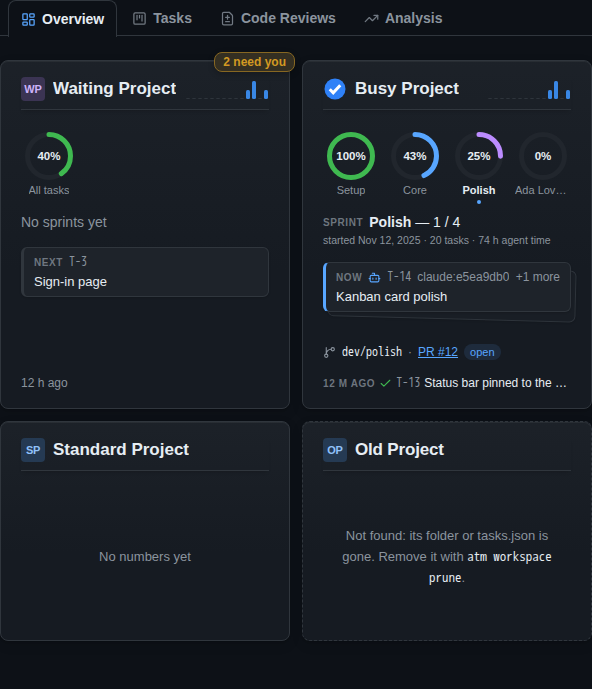 Overview Tasks Code Reviews Analysis
2 need you
WP Waiting Project
40%
All tasks
No sprints yet
NEXT T-3
Sign-in page
12 h ago
Busy Project
100% 43% 25% 0%
Setup Core Polish Ada Lov…
SPRINT Polish — 1 / 4
started Nov 12, 2025 · 20 tasks · 74 h agent time
NOW T-14 claude:e5ea9db0 +1 more
Kanban card polish
dev/polish · PR #12 open
12 M AGO T-13 Status bar pinned to the …
SP Standard Project
No numbers yet
OP Old Project
Not found: its folder or tasks.json is
gone. Remove it with atm workspace
prune.